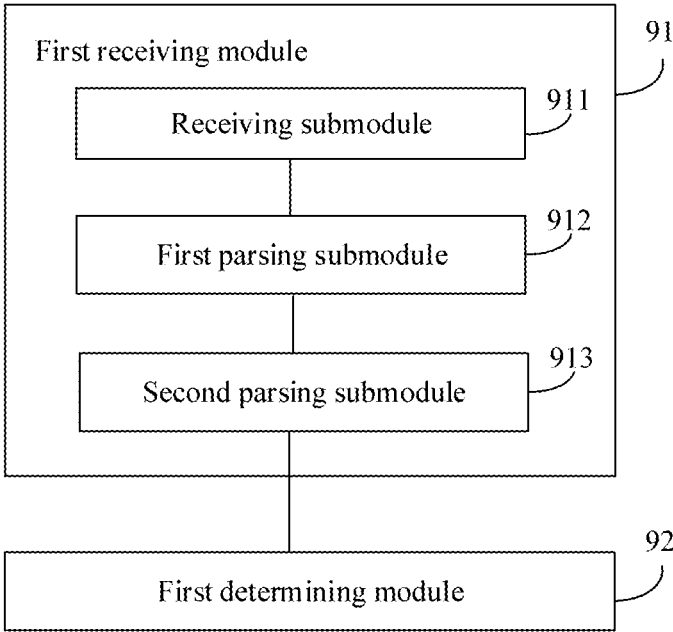 91
First receiving module
911
Receiving submodule
912
First parsing submodule
913
Second parsing submodule
92
First determining module